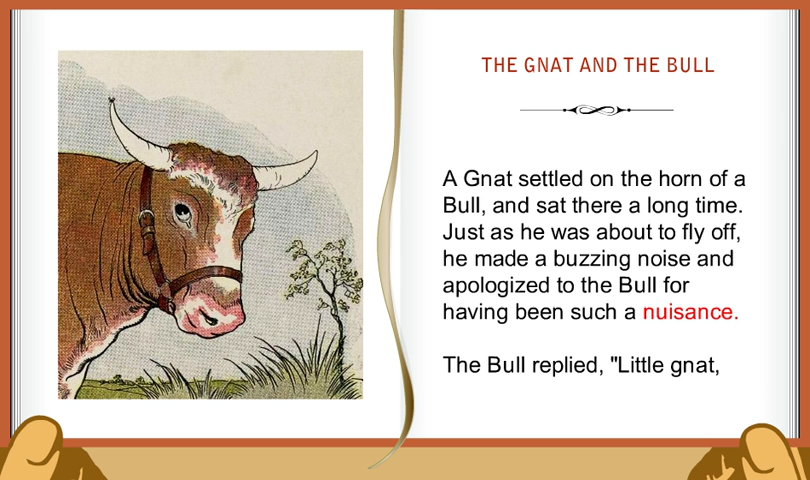 THE GNAT AND THE BULL
A Gnat settled on the horn of a
Bull, and sat there a long time.
Just as he was about to fly off,
he made a buzzing noise and
apologized to the Bull for
having been such a nuisance.
The Bull replied, "Little gnat,